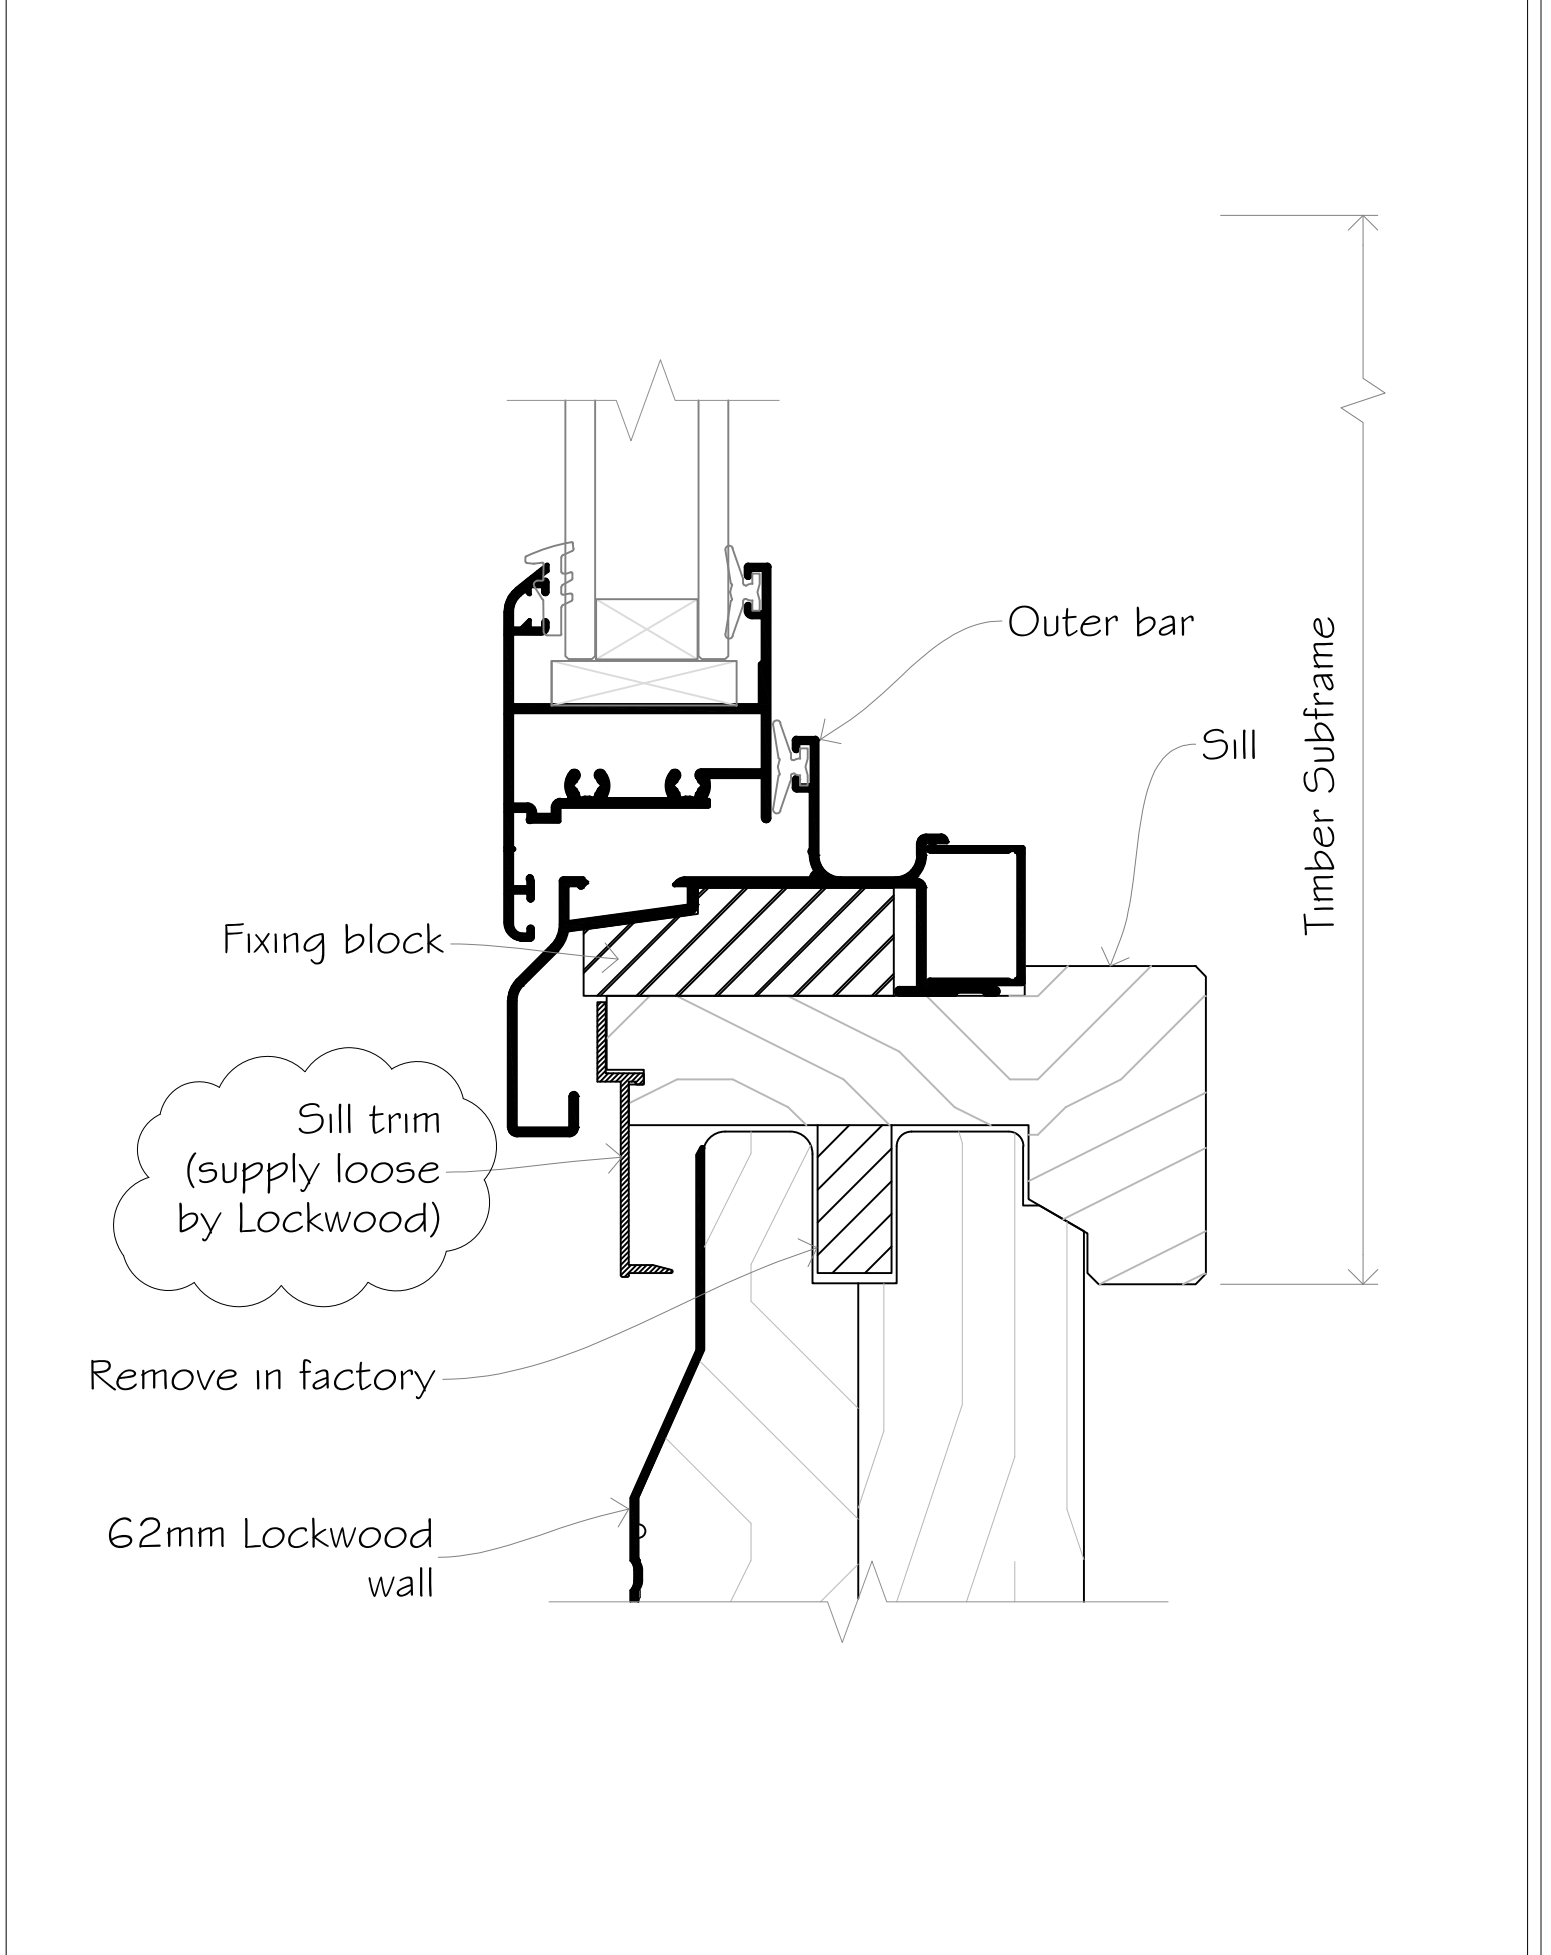 Outer bar
Sill
Timber Subframe
Fixing block
Sill trim
(supply loose
by Lockwood)
Remove in factory
62mm Lockwood
wall